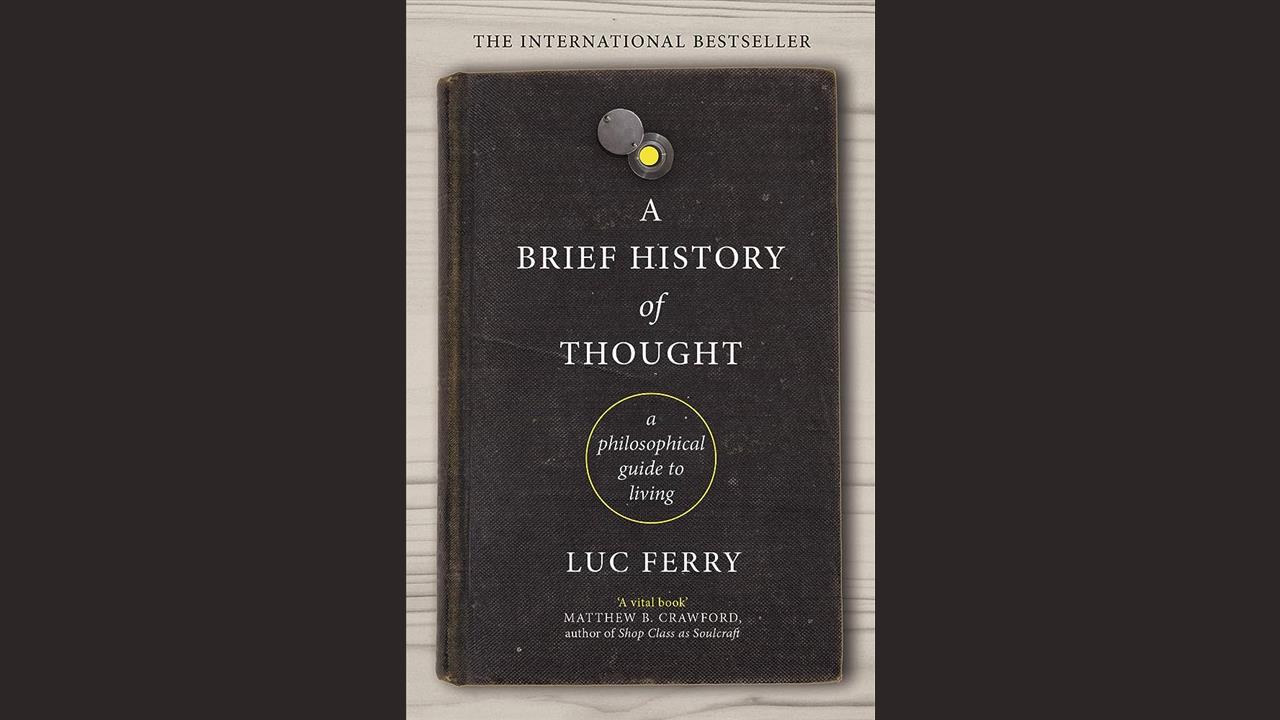 THE INTERNATIONAL BESTSELLER
A
BRIEF HISTORY
of
THOUGHT
a
philosophical
guide to
living
LUC FERRY
‘A vital book’
MATTHEW B. CRAWFORD,
author of Shop Class as Soulcraft